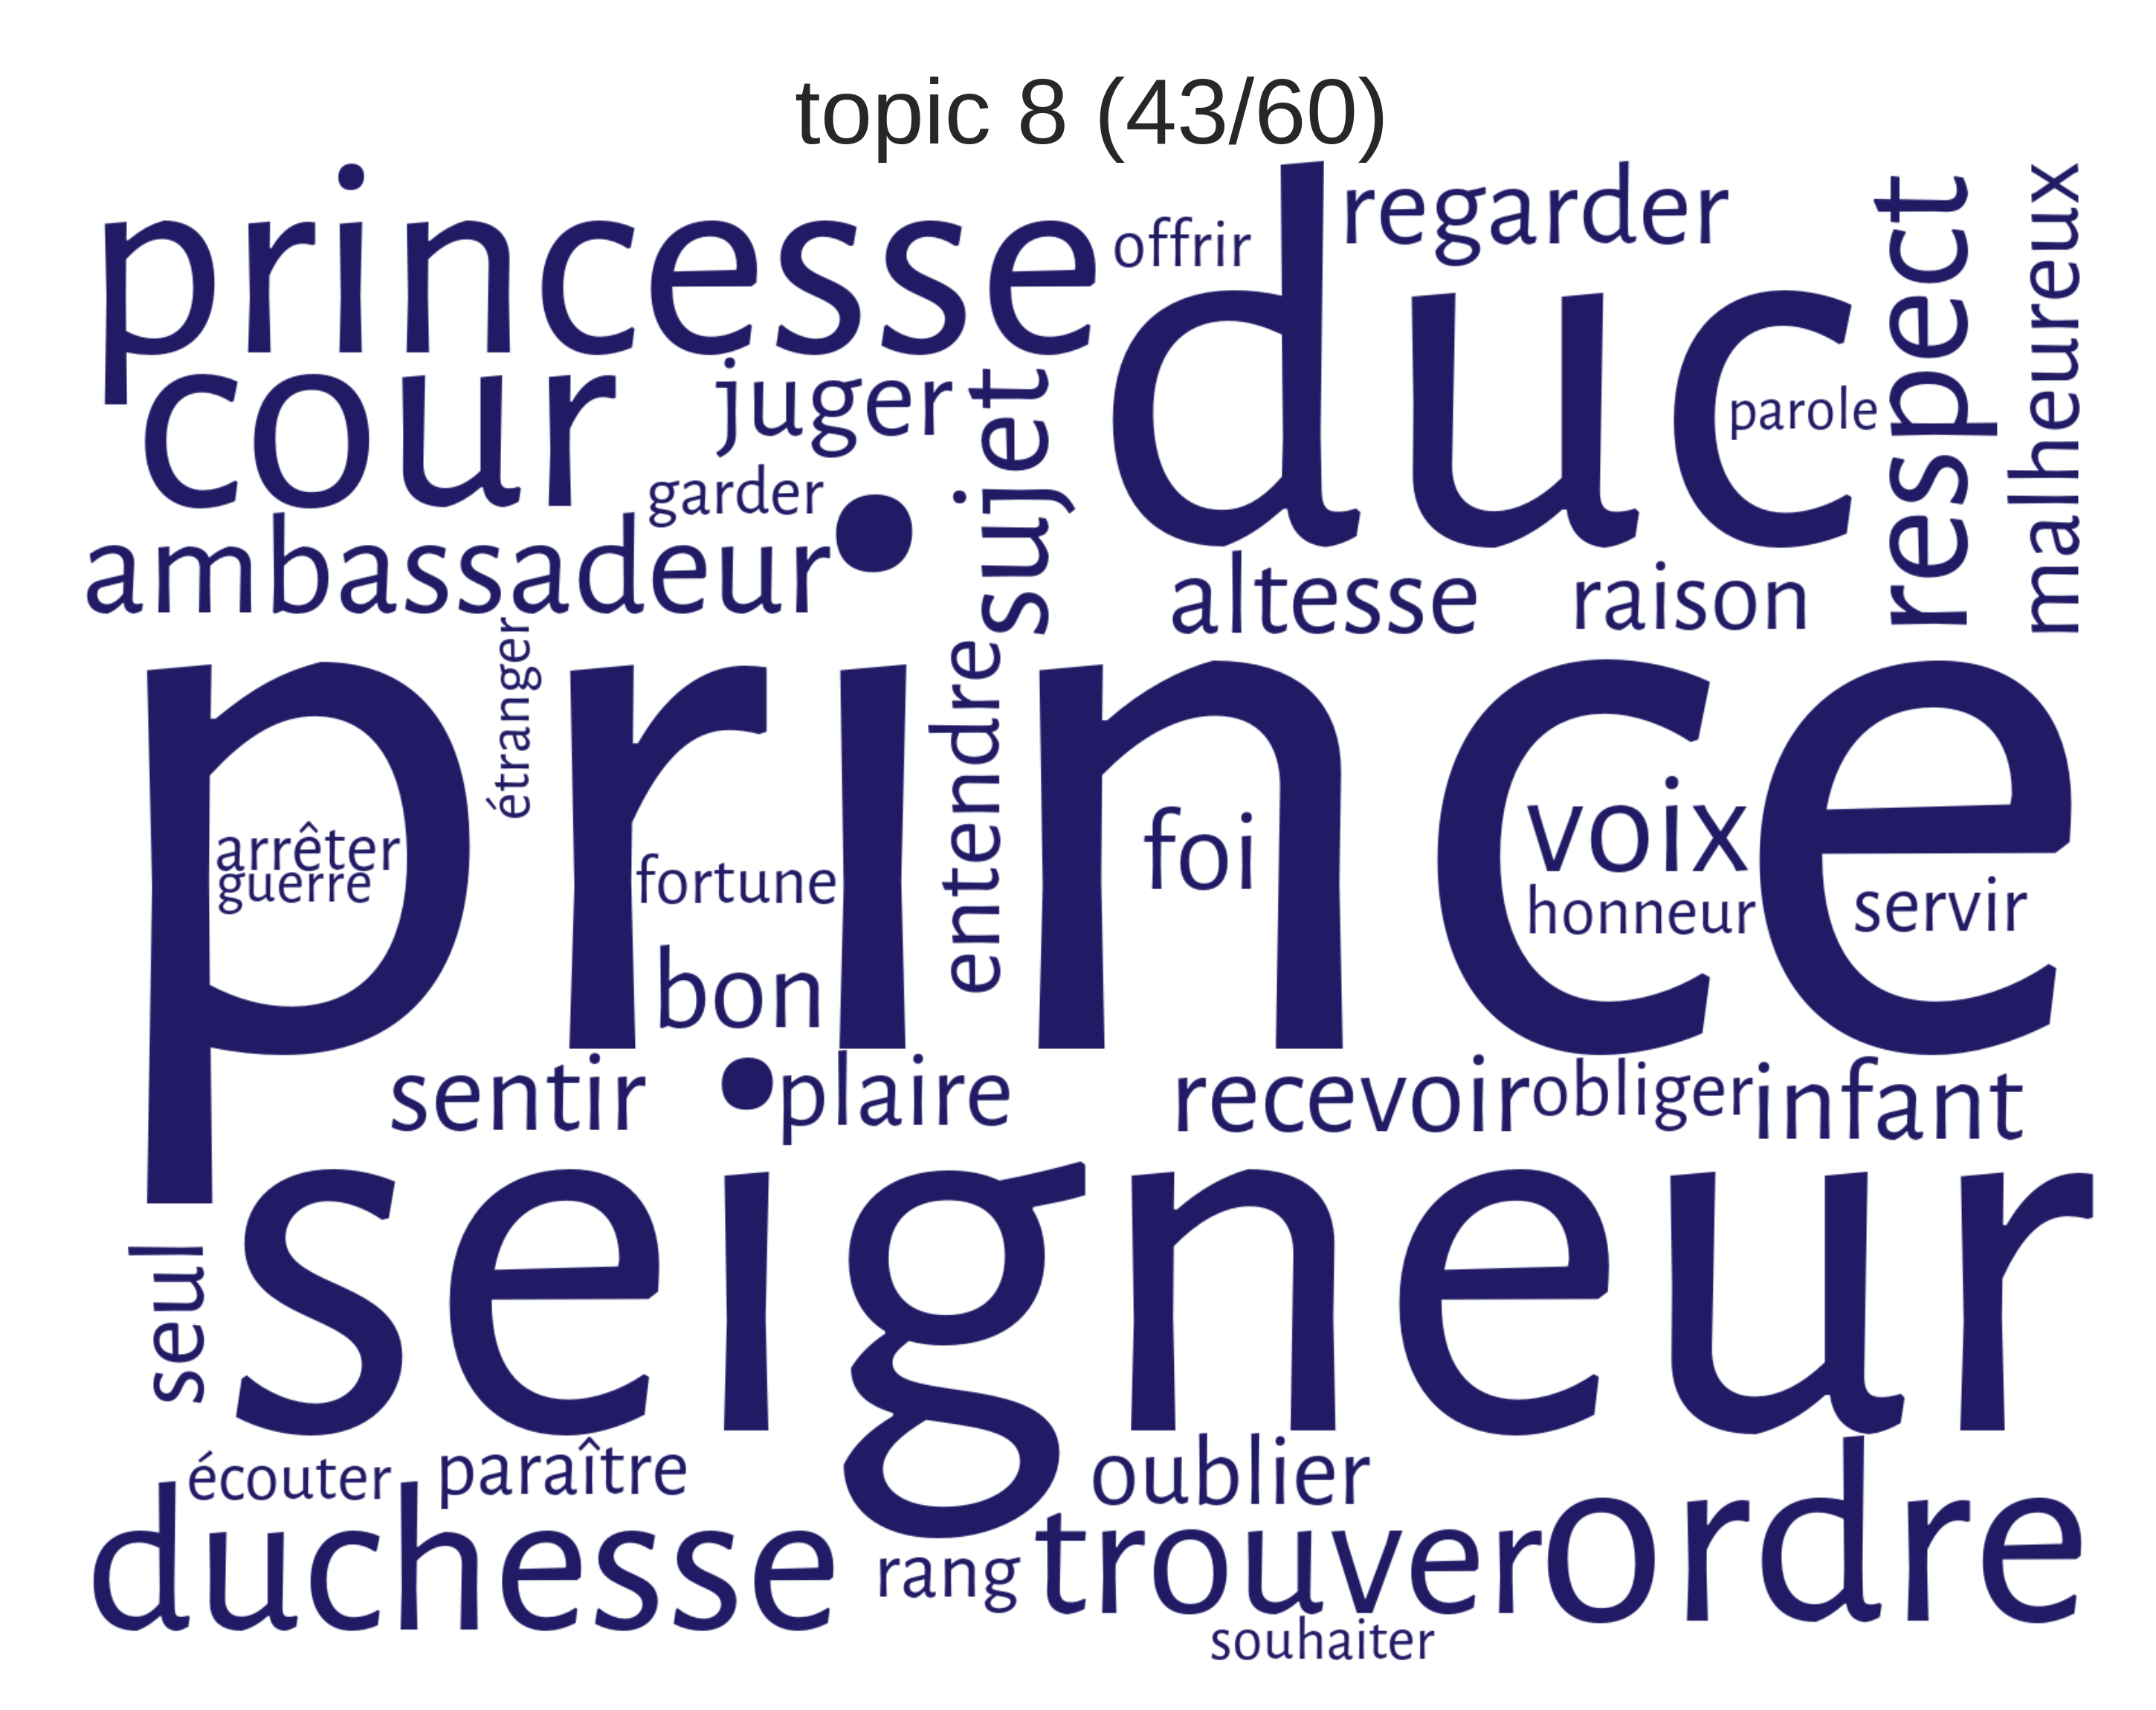 topic 8 (43/60)
princesse
offrir
duc
regarder
respect
malheureux
cour
juger
sujet
parole
garder
ambassadeur
altesse
raison
étranger
prince
entendre
arrêter
guerre
fortune
foi
voix
honneur
servir
bon
sentir
plaire
recevoir
obliger
infant
seigneur
seul
écouter
paraître
oublier
duchesse
rang
trouver
ordre
souhaiter